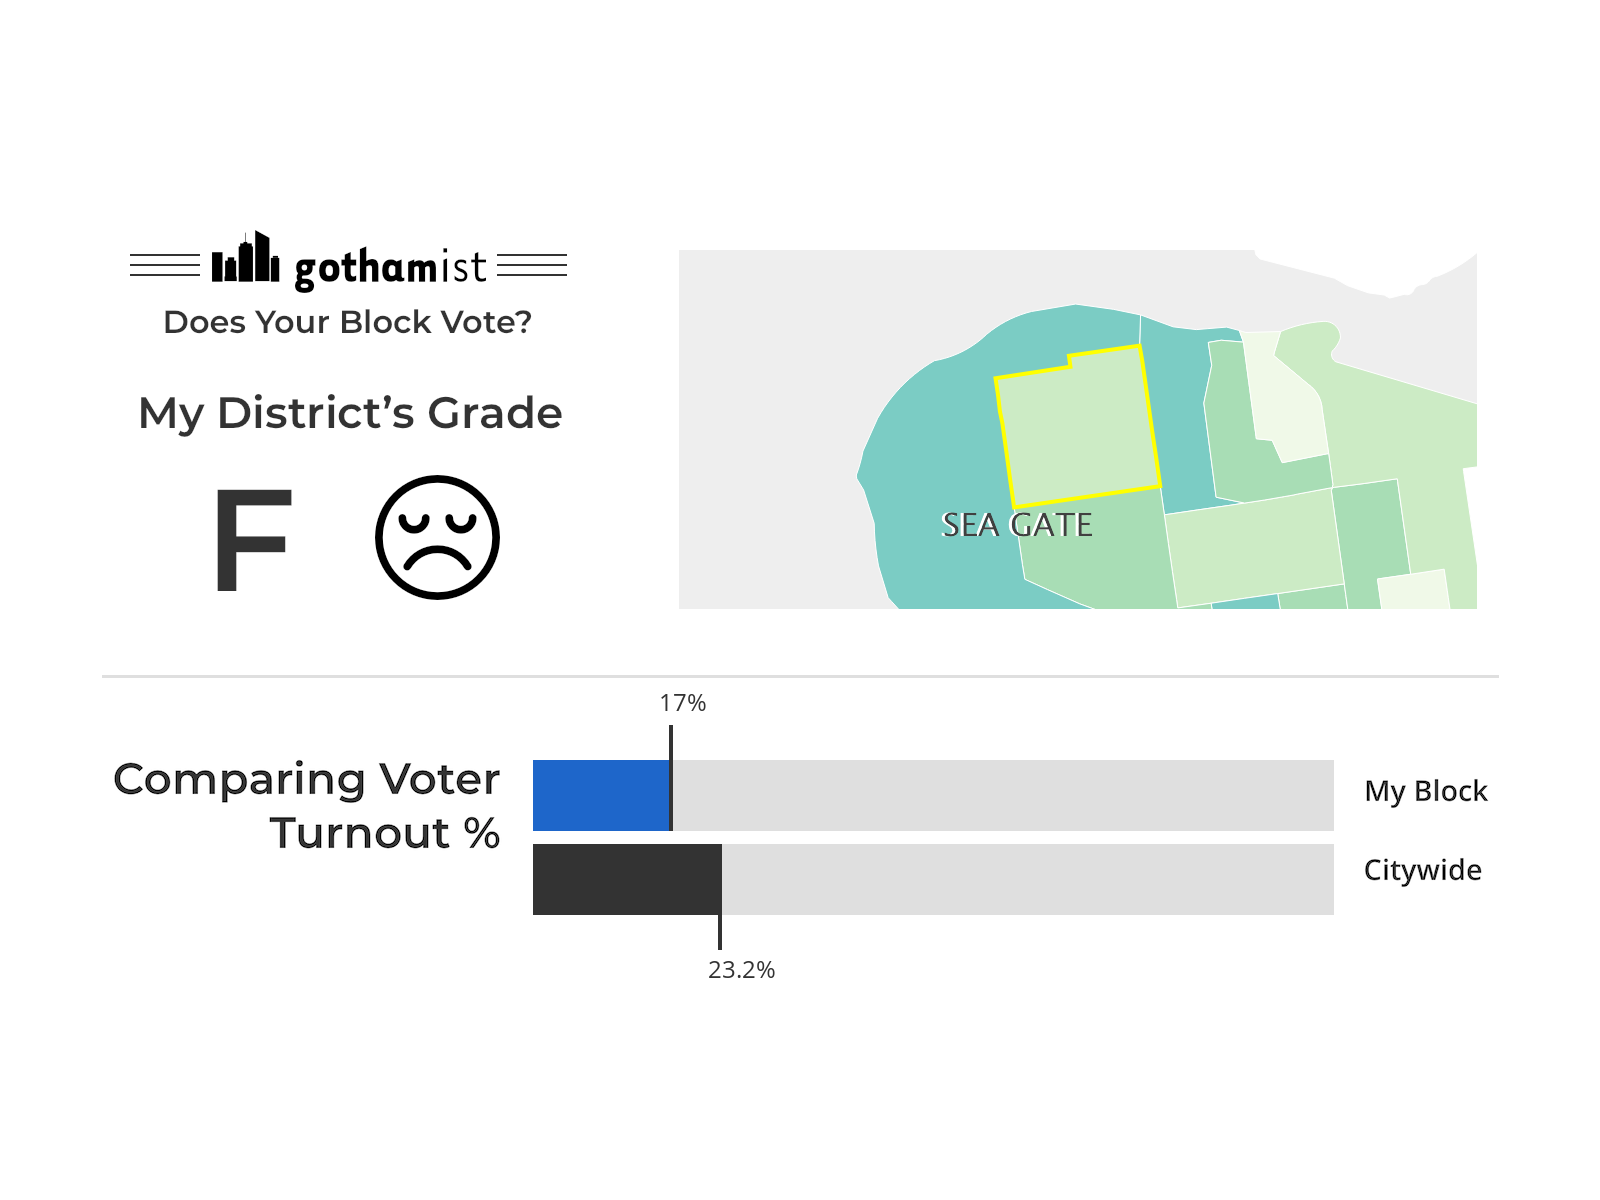 gothamist
Does Your Block Vote?
My District's Grade
F
SEA GATE
17%
Comparing Voter
Turnout %
My Block
Citywide
23.2%